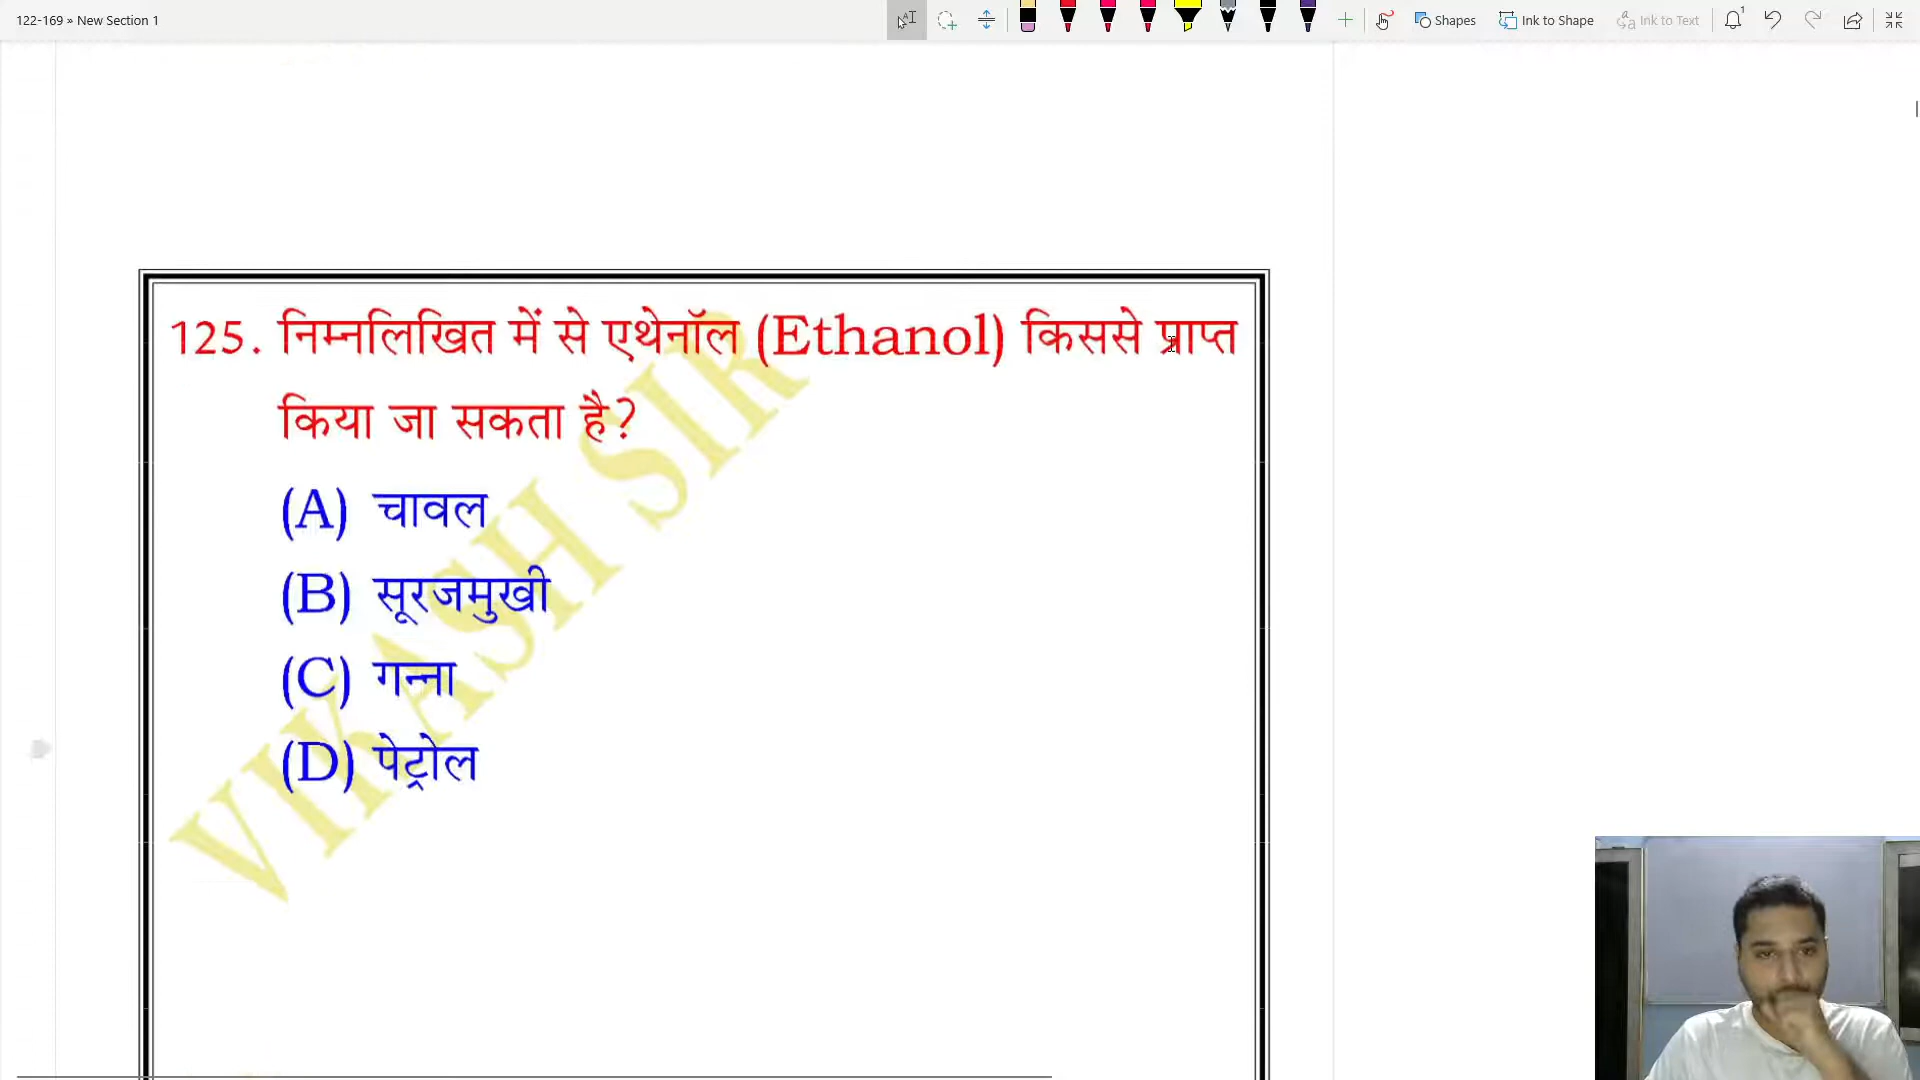 122-169 » New Section 1
Shapes
Ink to Shape
Ink to Text
125. निम्नलिखित में से एथेनॉल (Ethanol) किससे प्राप्त
किया जा सकता है?
(A) चावल
(B) सूरजमुखी
(C) गन्ना
(D) पेट्रोल
VIKASH SIR